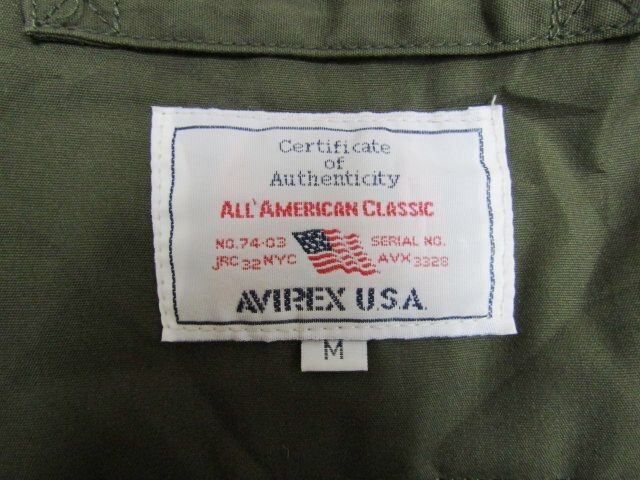 Certificate
of
Authenticity
ALL' AMERICAN CLASSIC
NO. 74-03 SERIAL NO.
JRC 32 NYC AVX 3328
AVIREX U.S.A.
M